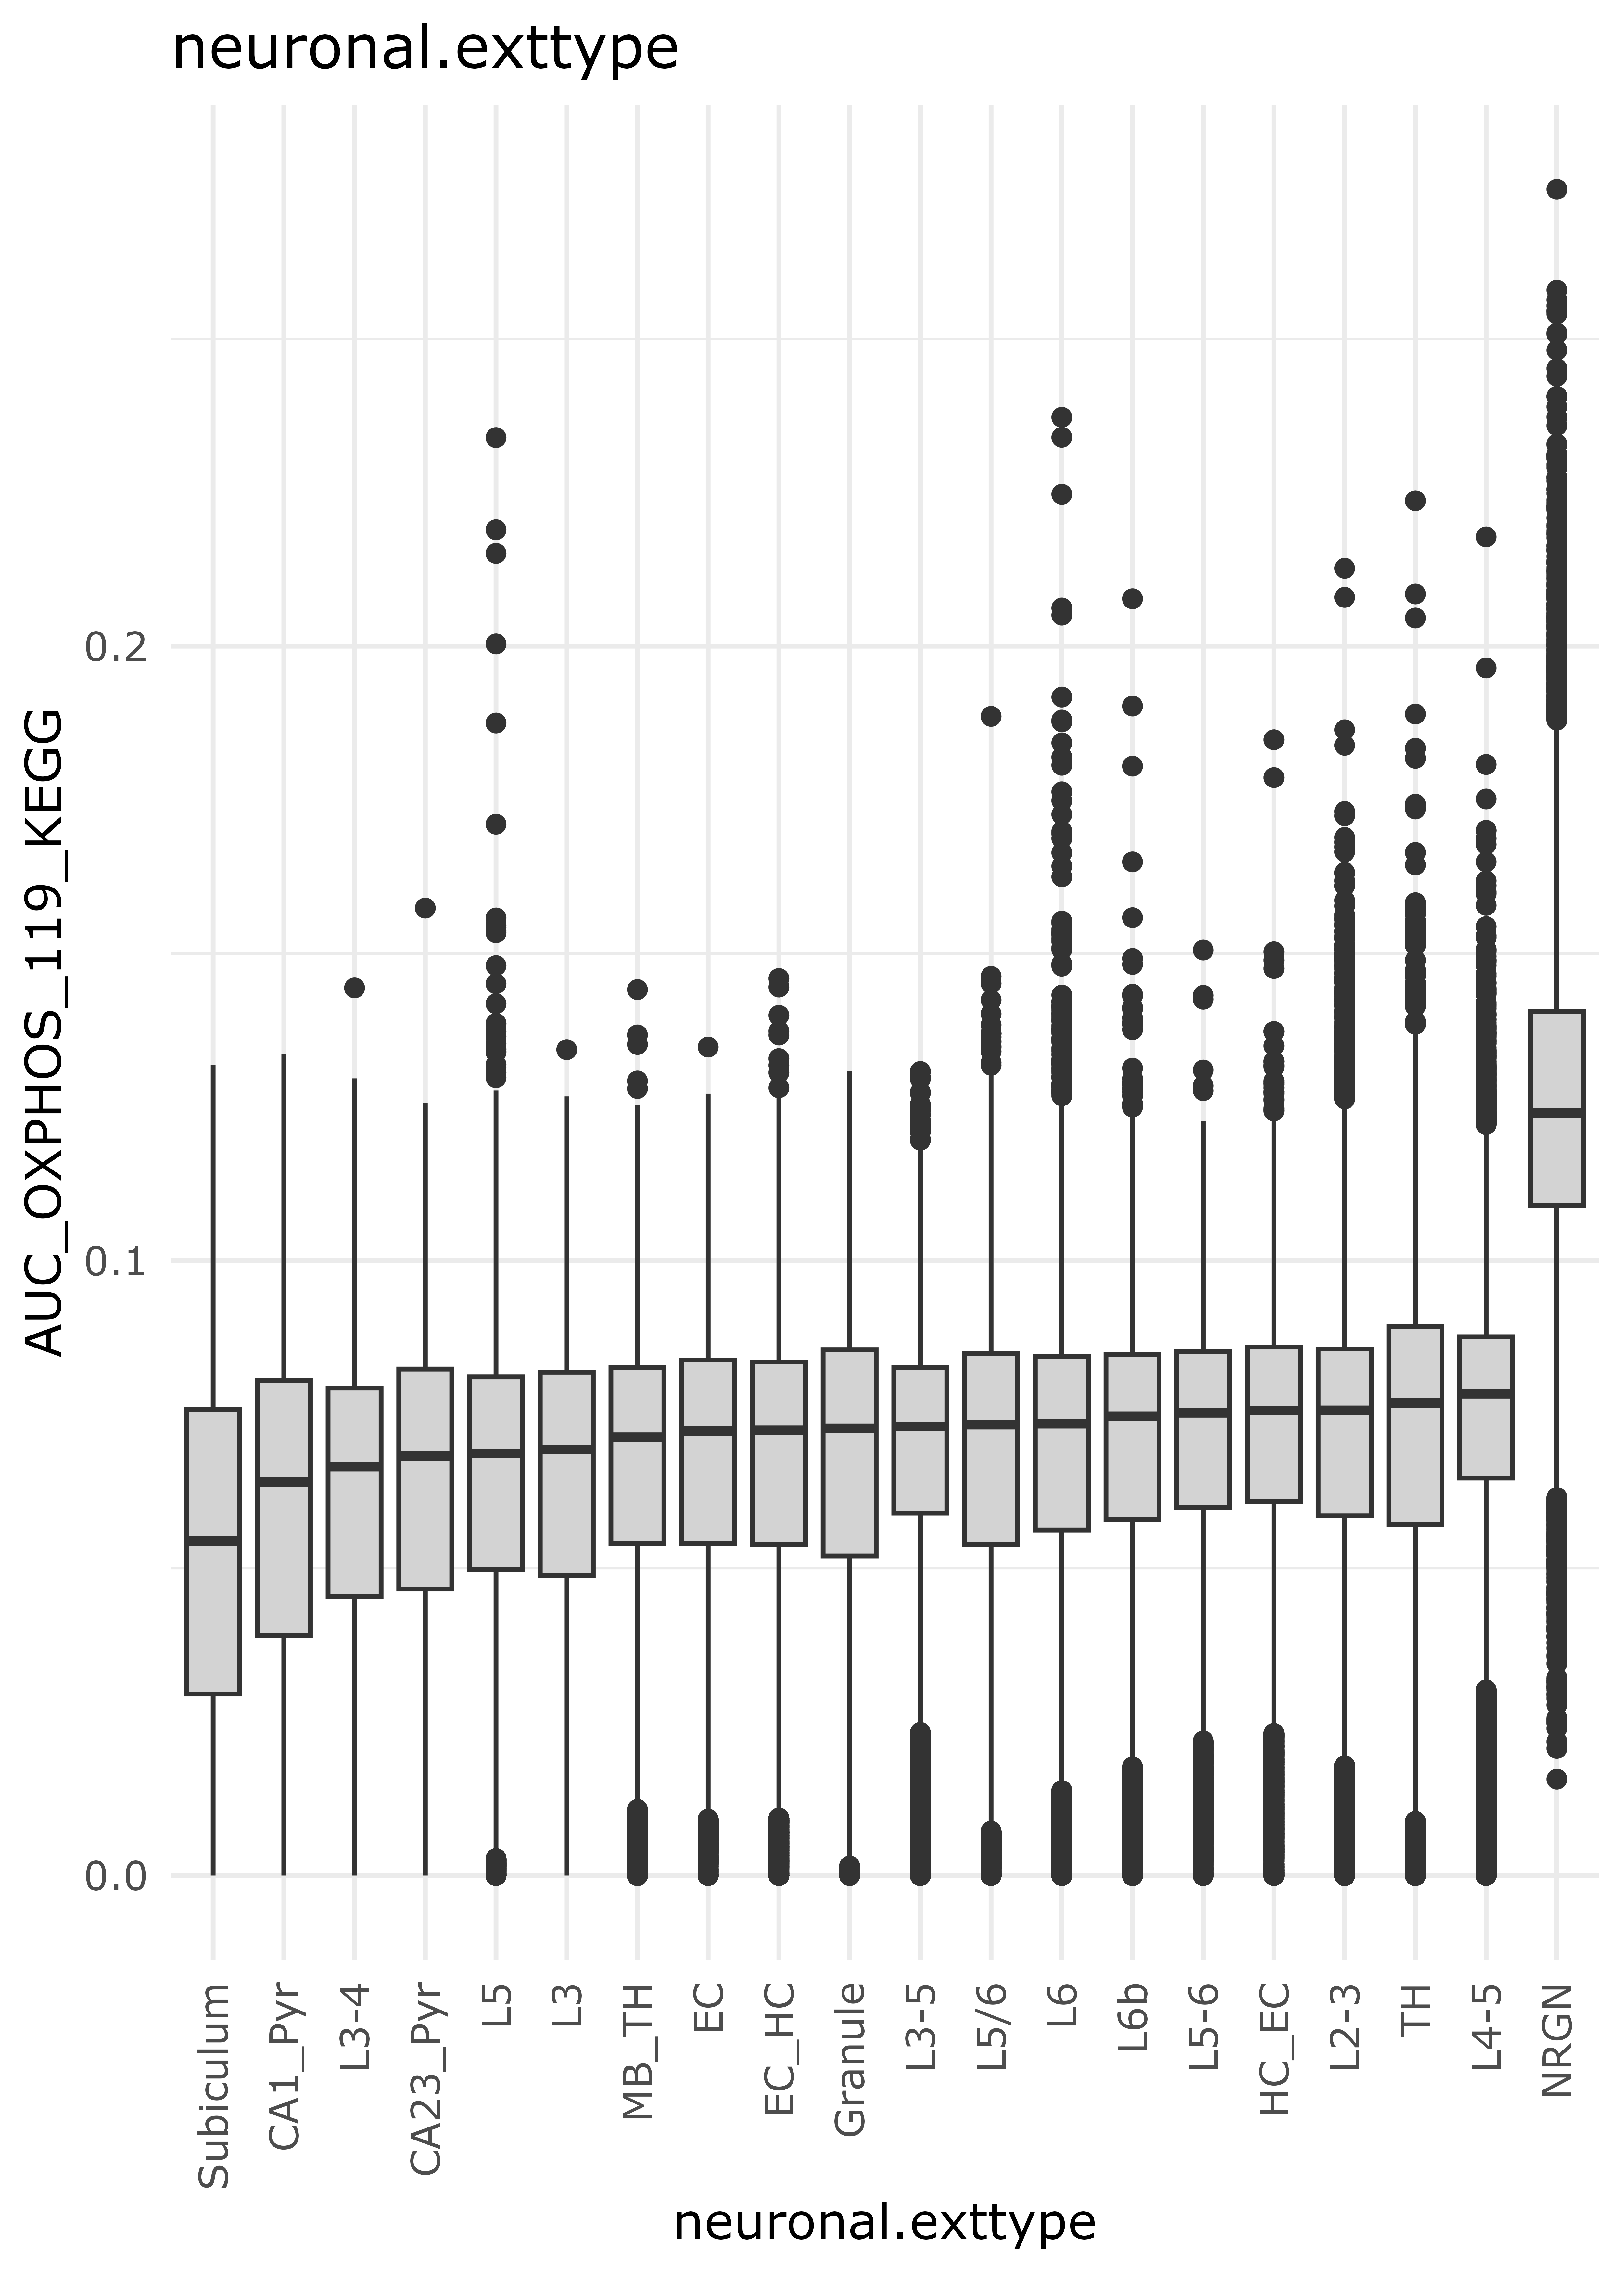 neuronal.exttype
AUC_OXPHOS_119_KEGG
0.2
0.1
0.0
Subiculum
CA1_Pyr
L3-4
CA23_Pyr
L5
L3
MB_TH
EC
EC_HC
Granule
L3-5
L5/6
L6
L6b
L5-6
HC_EC
L2-3
TH
L4-5
NRGN
neuronal.exttype